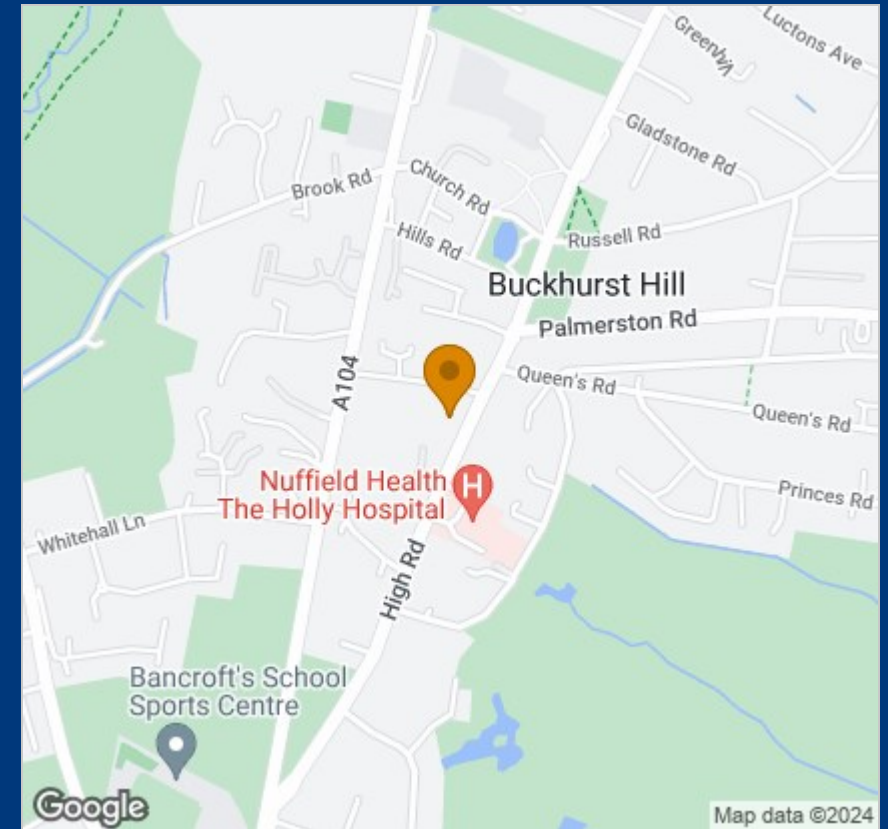 Luctons Ave
Green
Gladstone Rd
Church Rd
Brook Rd
Hills Rd
Russell Rd
Buckhurst Hill
Palmerston Rd
A104
Queen's Rd
Queen's Rd
Nuffield Health
The Holly Hospital
H
Princes Rd
Whitehall Ln
High Rd
Bancroft's School
Sports Centre
Google
Map data ©2024